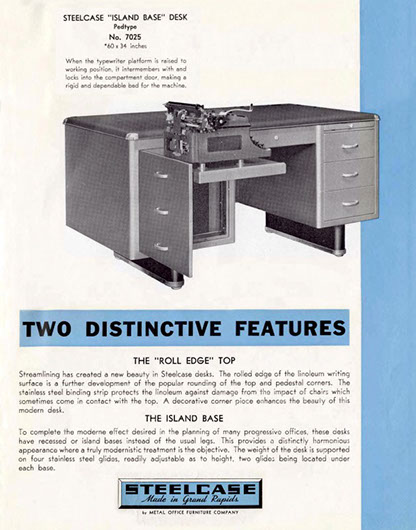 STEELCASE "ISLAND BASE" DESK
Pedtype
No. 7025
*60 x 34 inches
When the typewriter platform is raised to
working position, it intermembers with and
locks into the compartment door, making a
rigid and dependable bed for the machine.
TWO DISTINCTIVE FEATURES
THE "ROLL EDGE" TOP
Streamlining has created a new beauty in Steelcase desks. The rolled edge of the linoleum writing
surface is a further development of the popular rounding of the top and pedestal corners. The
stainless steel binding strip protects the linoleum against damage from the impact of chairs which
sometimes come in contact with the top. A decorative corner piece enhances the beauty of this
modern desk.
THE ISLAND BASE
To complete the moderne effect desired in the planning of many progressive offices, these desks
have recessed or island bases instead of the usual legs. This provides a distinctly harmonious
appearance where a truly modernistic treatment is the objective. The weight of the desk is supported
on four stainless steel glides, readily adjustable as to height, two glides being located under
each base.
STEELCASE
Made in Grand Rapids
by METAL OFFICE FURNITURE COMPANY